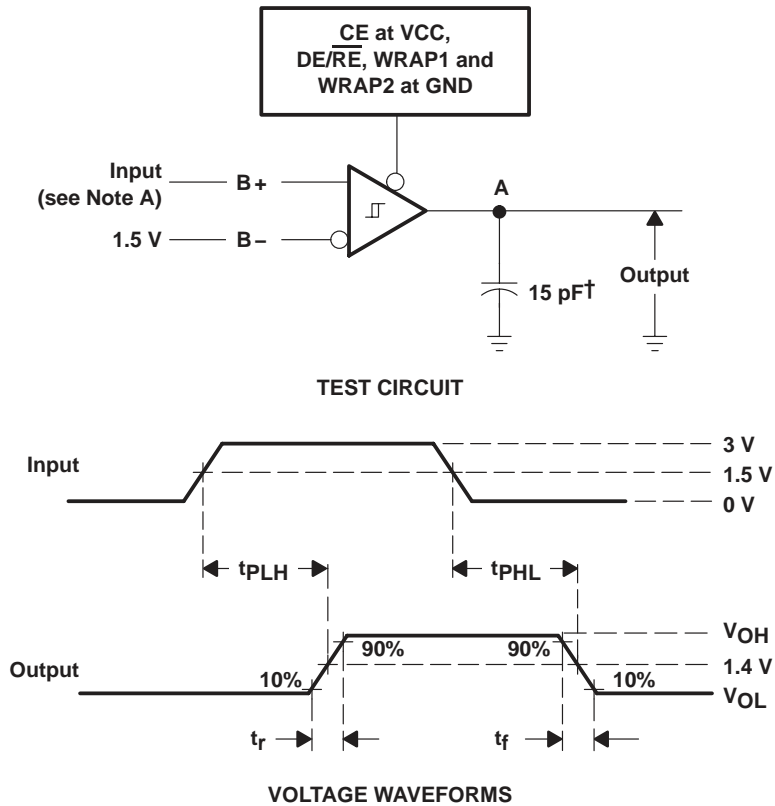 CE at VCC,
DE/RE, WRAP1 and
WRAP2 at GND
Input
(see Note A)
B+
A
1.5 V
B–
15 pF†
Output
TEST CIRCUIT
Input
3 V
1.5 V
0 V
tPLH
tPHL
Output
VOH
90%
90%
1.4 V
10%
10%
VOL
tr
tf
VOLTAGE WAVEFORMS